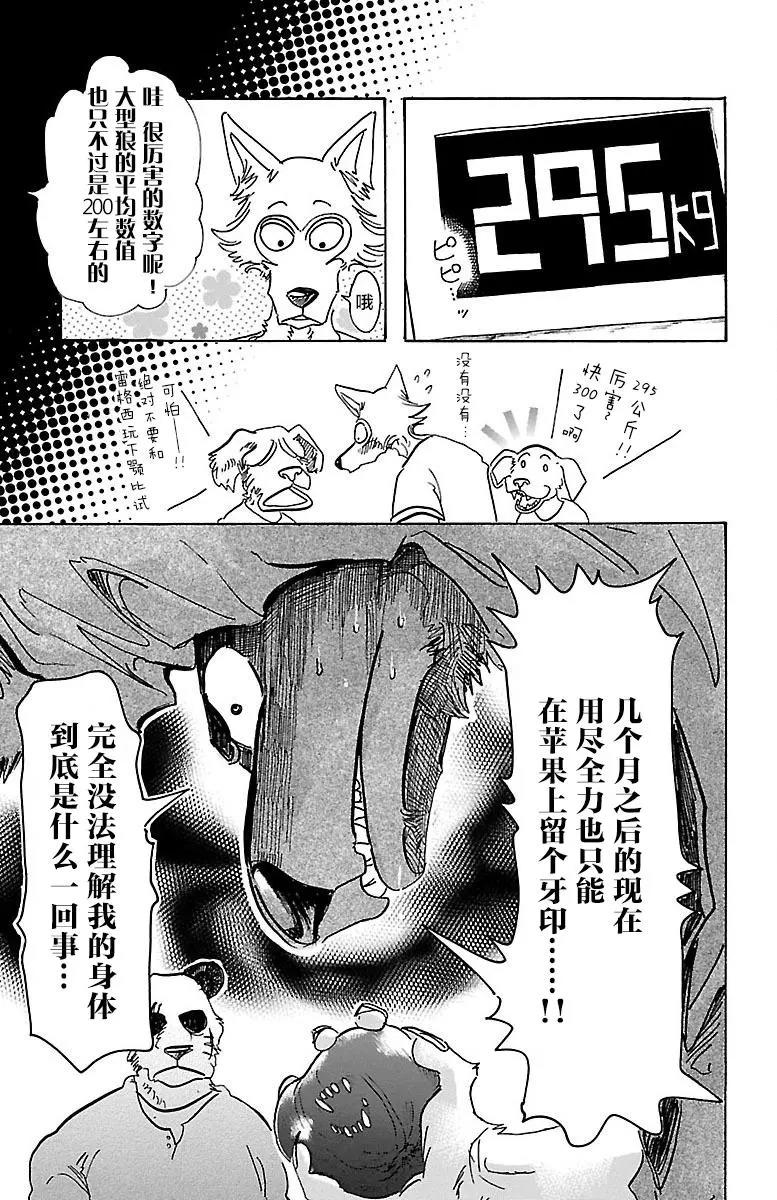 295kg
ピピッ
哇 很厉害的数字呢！
大型狼的平均数值
也只不过是
200左右的
哦
295公斤!!
厉害?
快300了啊
没有没有…
可怕——!!
绝对不要和
雷格西玩下颚比试
几个月之后的现在
用尽全力也只能
在苹果上留个牙印……!!
完全没法理解我的身体
到底是什么一回事…